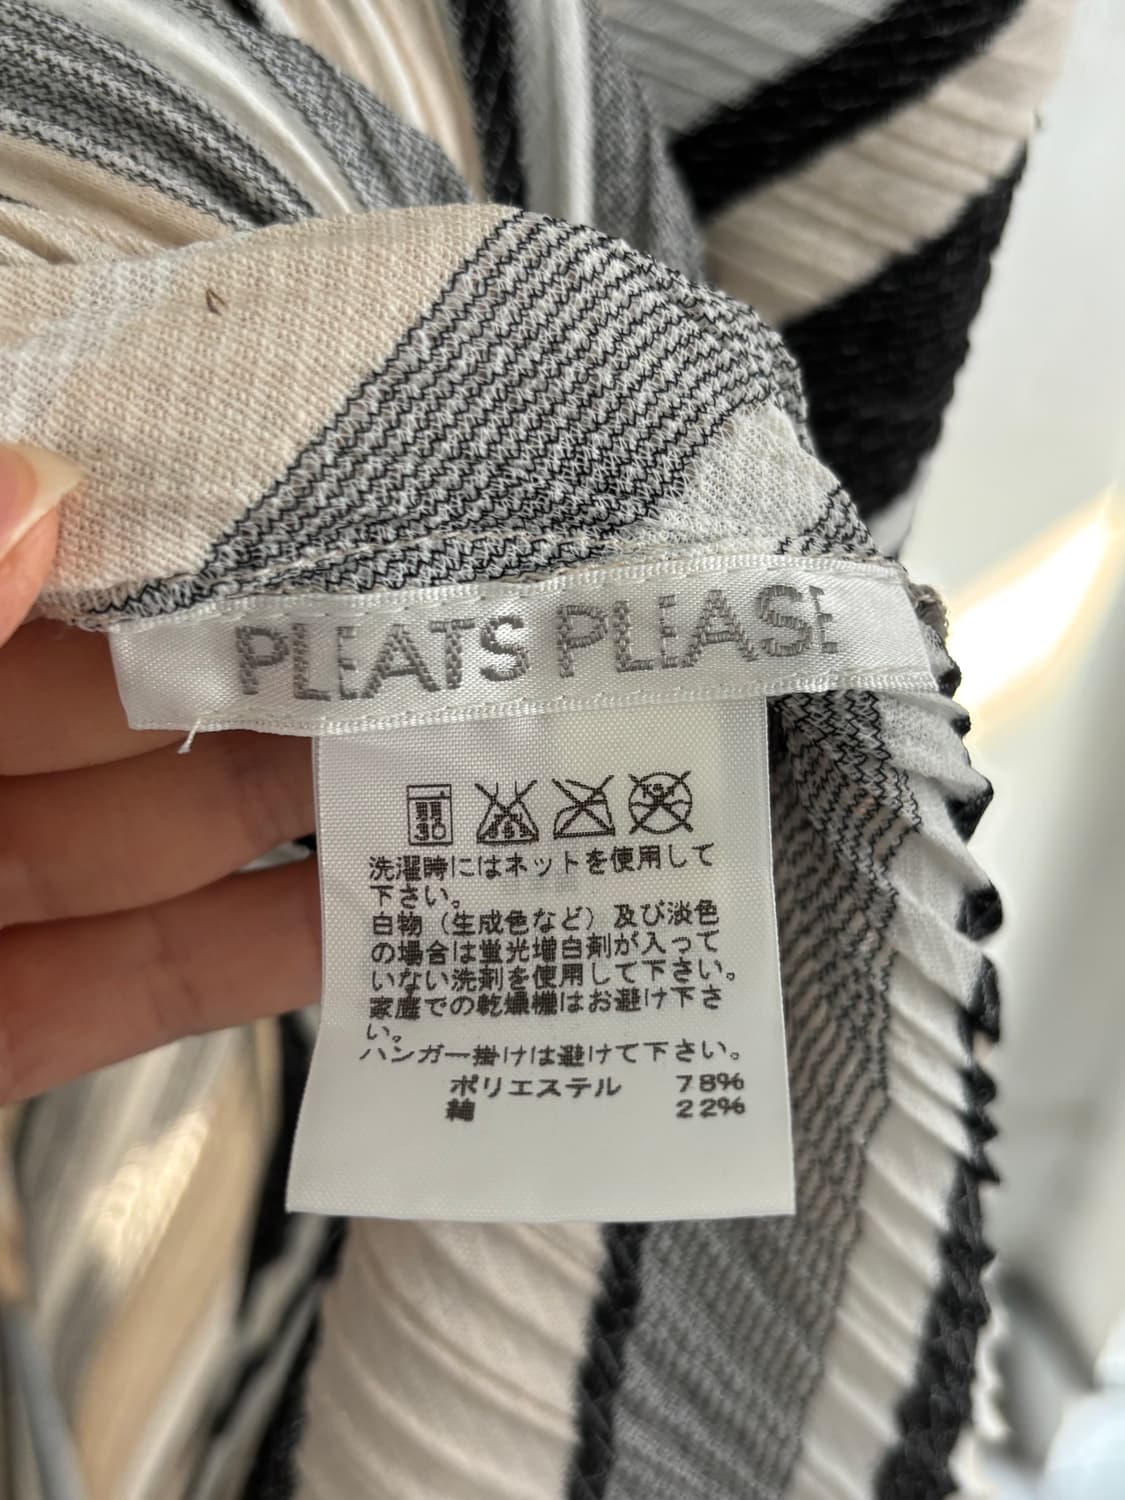 PLEATS PLEASE
弱 30
洗濯時にはネットを使用して
下さい。
白物（生成色など）及び淡色
の場合は蛍光増白剤が入って
いない洗剤を使用して下さい。
家庭での乾燥機はお避け下さ
い。
ハンガー掛けは避けて下さい。
ポリエステル 78%
綿 22%